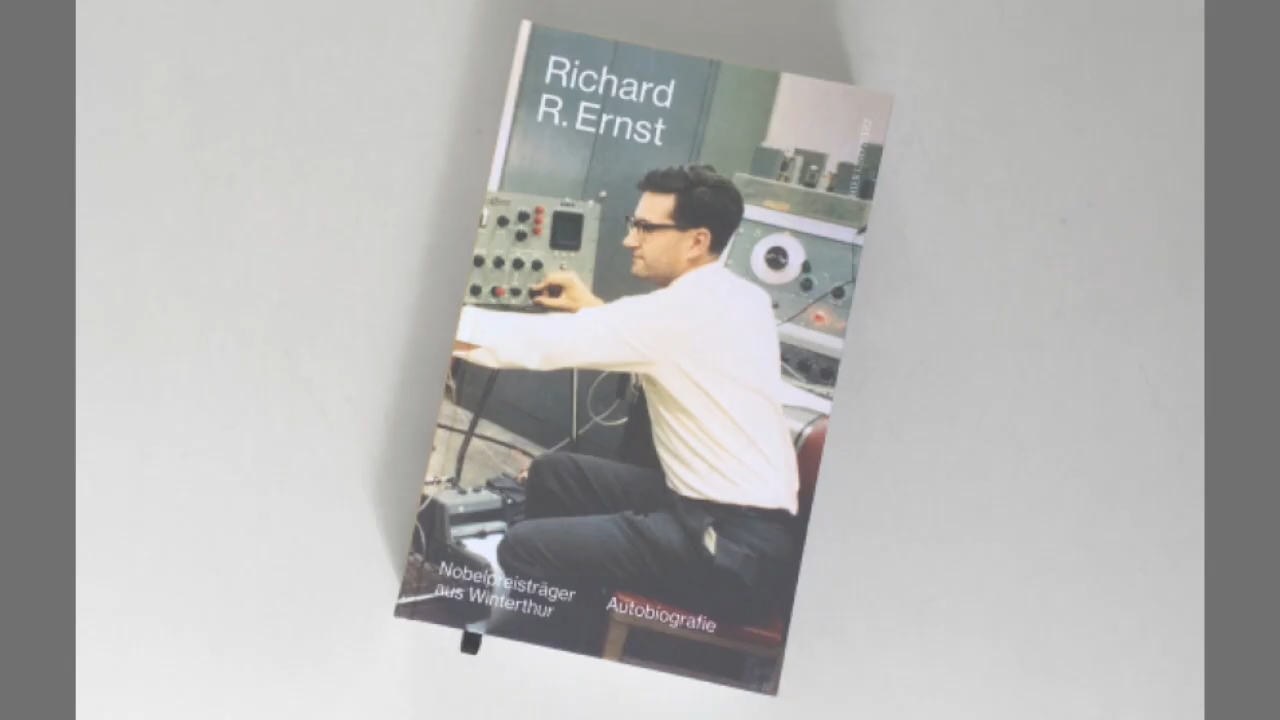 Richard
R. Ernst
Nobelpreisträger
aus Winterthur
Autobiografie